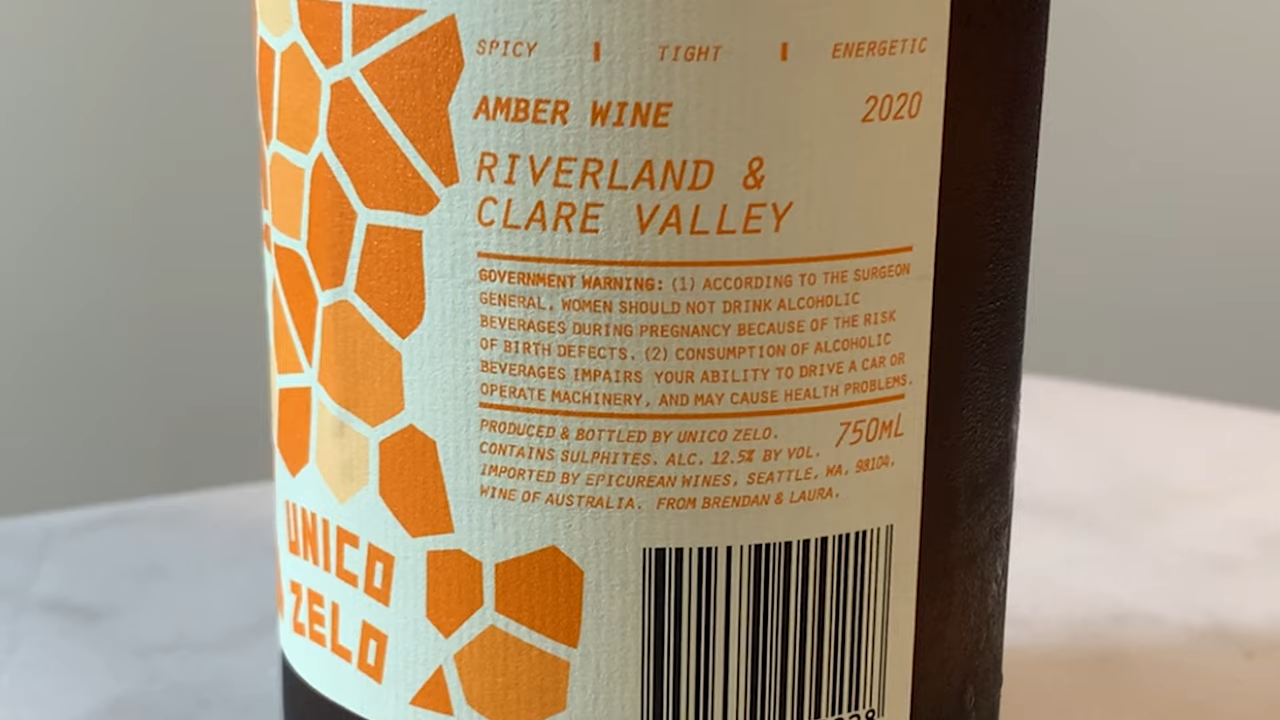 SPICY | TIGHT | ENERGETIC
AMBER WINE 2020
RIVERLAND &
CLARE VALLEY
GOVERNMENT WARNING: (1) ACCORDING TO THE SURGEON
GENERAL, WOMEN SHOULD NOT DRINK ALCOHOLIC
BEVERAGES DURING PREGNANCY BECAUSE OF THE RISK
OF BIRTH DEFECTS. (2) CONSUMPTION OF ALCOHOLIC
BEVERAGES IMPAIRS YOUR ABILITY TO DRIVE A CAR OR
OPERATE MACHINERY, AND MAY CAUSE HEALTH PROBLEMS.
PRODUCED & BOTTLED BY UNICO ZELO. 750mL
CONTAINS SULPHITES. ALC. 12.5% BY VOL.
IMPORTED BY EPICUREAN WINES, SEATTLE, WA, 98104.
WINE OF AUSTRALIA. FROM BRENDAN & LAURA.
UNICO
ZELO